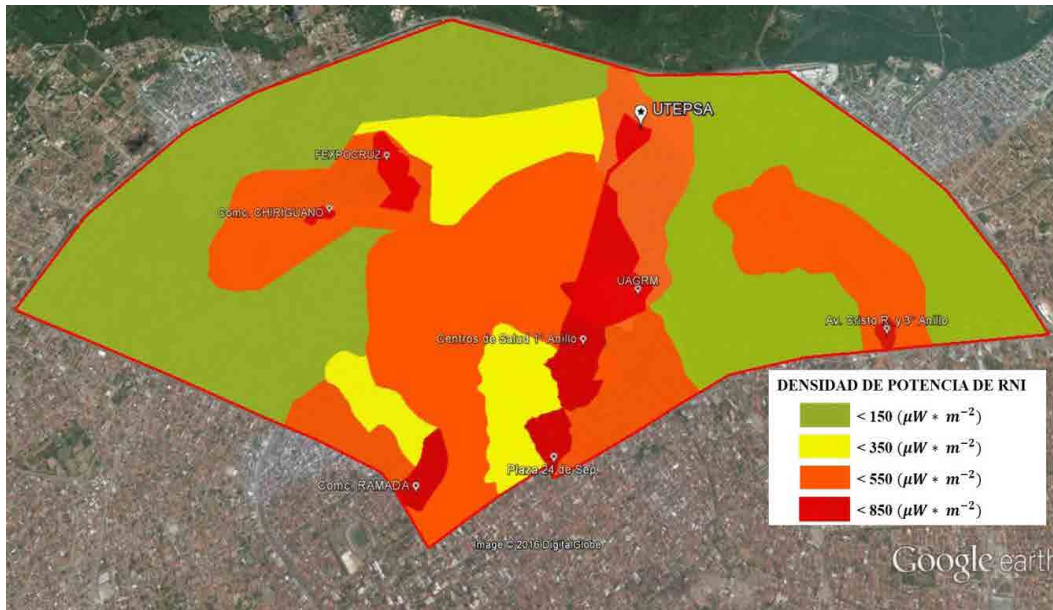 UTEPSA
FEXPOCRUZ
Comc. CHIRIGUANO
UAGRM
Av. Cristo R. y 3° Anillo
Centros de Salud 1° Anillo
Plaza 24 de Sep.
Comc. RAMADA
DENSIDAD DE POTENCIA DE RNI
< 150 (μW * m⁻²)
< 350 (μW * m⁻²)
< 550 (μW * m⁻²)
< 850 (μW * m⁻²)
Image © 2016 DigitalGlobe
Google earth